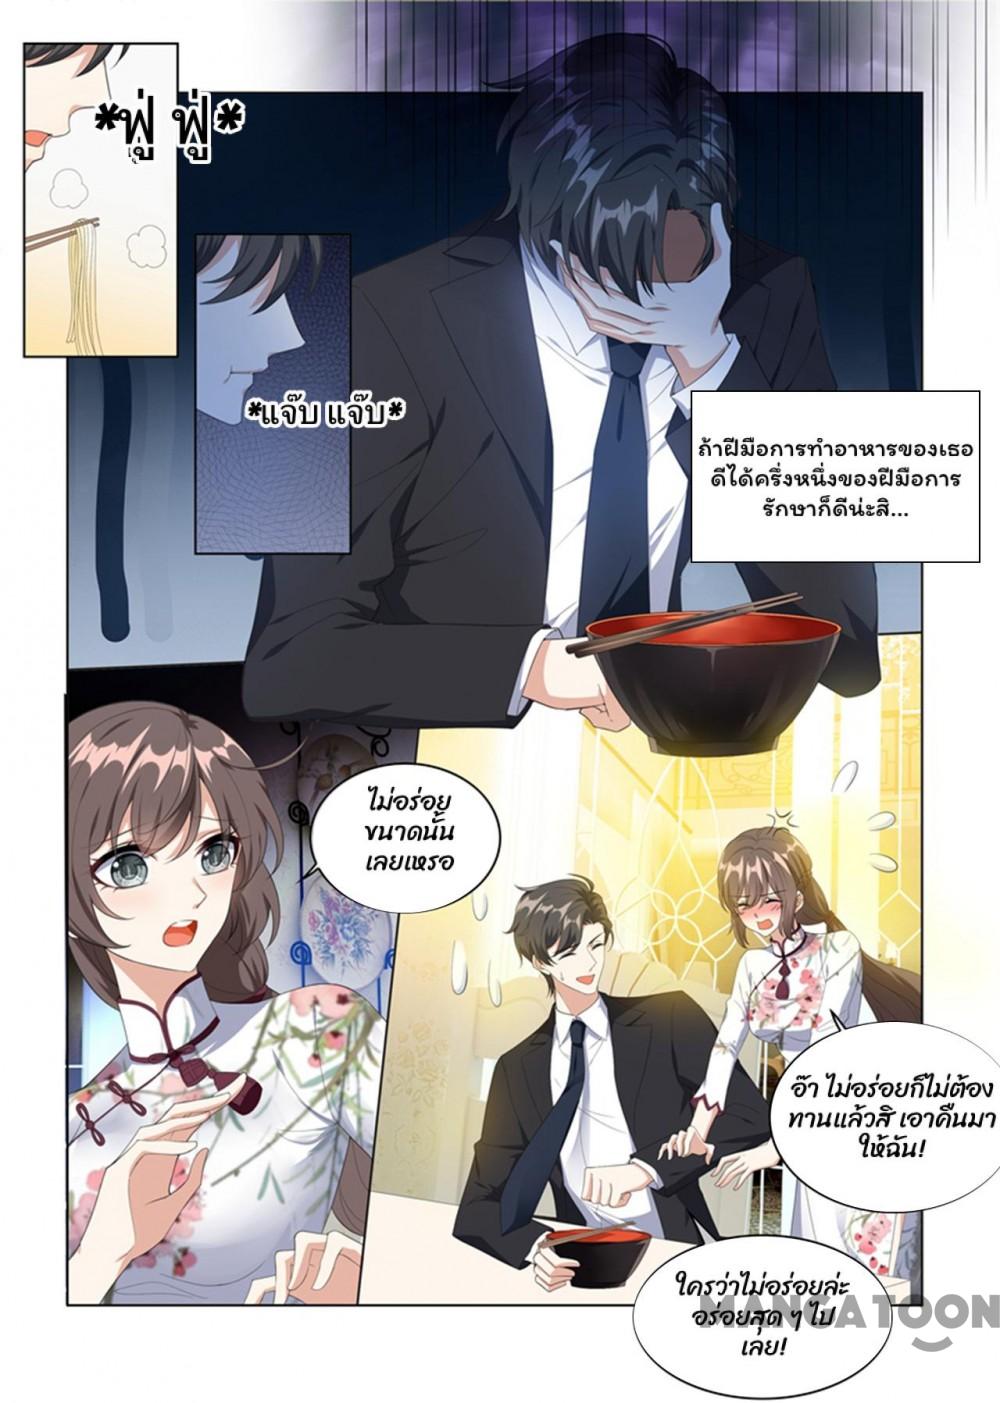 *ฟู่ ฟู่*
*แจ๊บ แจ๊บ*
ถ้าฝีมือการทำอาหารของเธอ
ดีได้ครึ่งหนึ่งของฝีมือการ
รักษาก็ดีน่ะสิ...
ไม่อร่อย
ขนาดนั้น
เลยเหรอ
อ๊า ไม่อร่อยก็ไม่ต้อง
ทานแล้วสิ เอาคืนมา
ให้ฉัน!
ใครว่าไม่อร่อยล่ะ
อร่อยสุด ๆ ไป
เลย!
MANGATOON